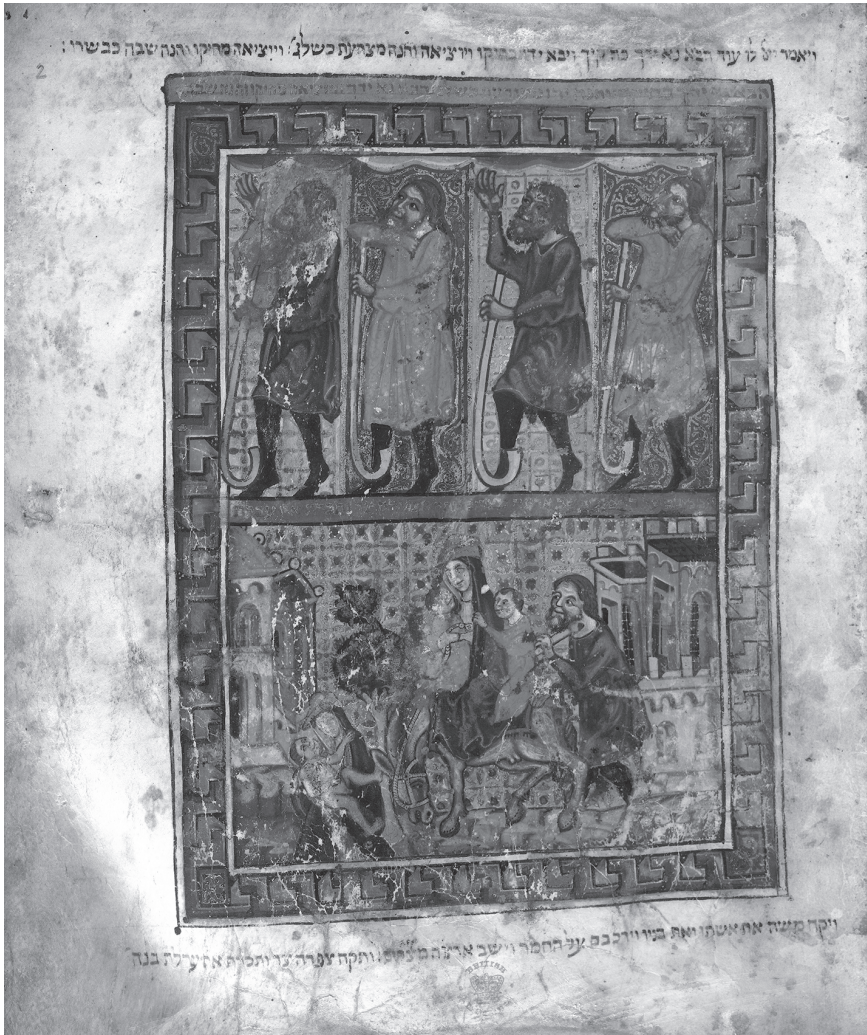 ויאמר ייי לו עוד הבא נא ידך בחיקך ויבא ידו בחיקו ויוציאה והנה מצרעת כשלג׃ ויוציאה מחיקו והנה שבה כבשרו׃
2
ויקח משה את אשתו ואת בניו וירכבם על החמר וישב ארצה מצרים׃
ותקח צפרה צר ותכרת את ערלת בנה